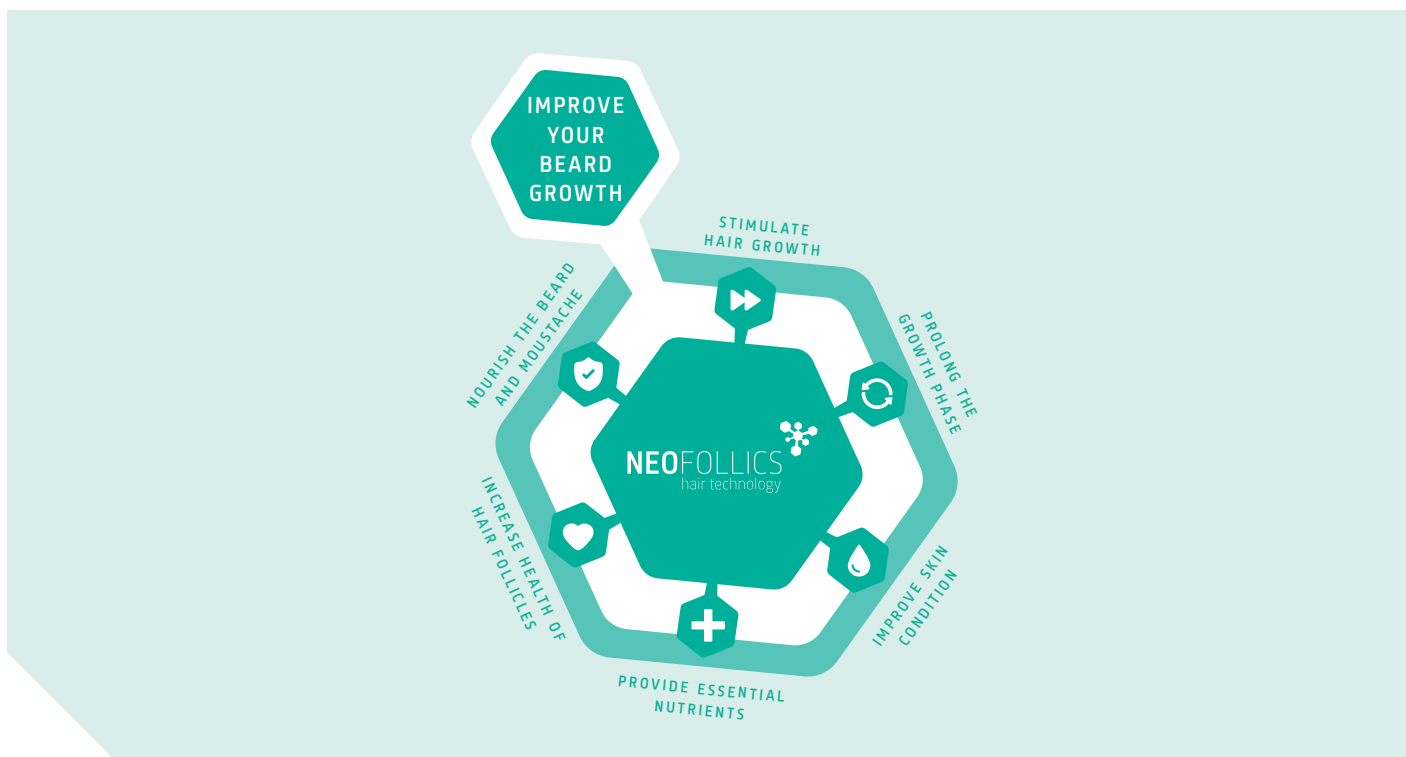 IMPROVE
YOUR
BEARD
GROWTH
STIMULATE
HAIR GROWTH
PROLONG THE
GROWTH PHASE
IMPROVE SKIN
CONDITION
PROVIDE ESSENTIAL
NUTRIENTS
INCREASE HEALTH OF
HAIR FOLLICLES
NOURISH THE BEARD
AND MOUSTACHE
NEOFOLLICS
hair technology